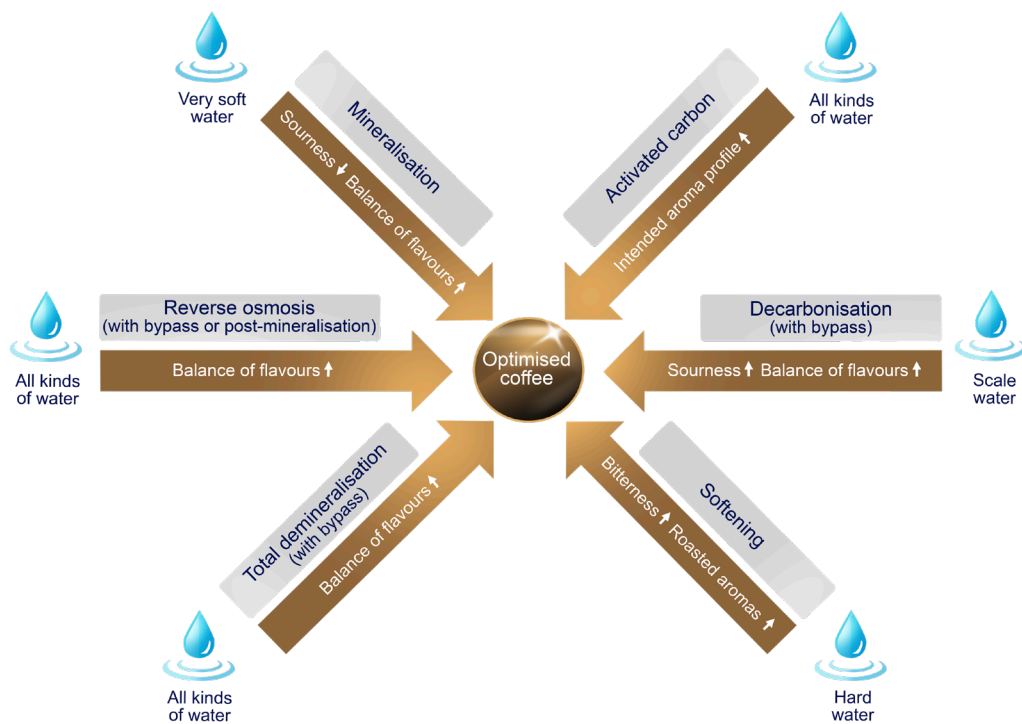 Very soft
water
Mineralisation
Sourness ↓ Balance of flavours ↑
All kinds
of water
Activated carbon
Intended aroma profile ↑
All kinds
of water
Reverse osmosis
(with bypass or post-mineralisation)
Balance of flavours ↑
Optimised
coffee
Decarbonisation
(with bypass)
Sourness ↑ Balance of flavours ↑
Scale
water
All kinds
of water
Total demineralisation
(with bypass)
Balance of flavours ↑
Hard
water
Softening
Bitterness ↑ Roasted aromas ↑